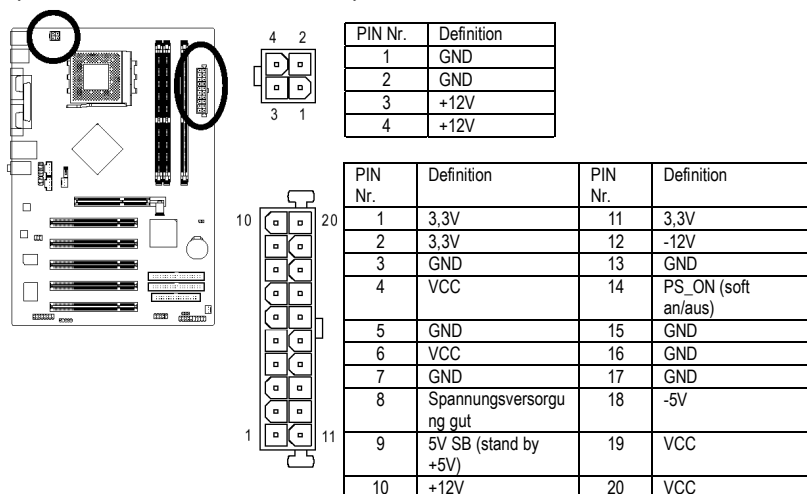 4 2
3 1
PIN Nr. Definition
1 GND
2 GND
3 +12V
4 +12V
10 20
1 11
PIN Nr. Definition PIN Nr. Definition
1 3,3V 11 3,3V
2 3,3V 12 -12V
3 GND 13 GND
4 VCC 14 PS_ON (soft
an/aus)
5 GND 15 GND
6 VCC 16 GND
7 GND 17 GND
8 Spannungsversorgu 18 -5V
ng gut
9 5V SB (stand by 19 VCC
+5V)
10 +12V 20 VCC